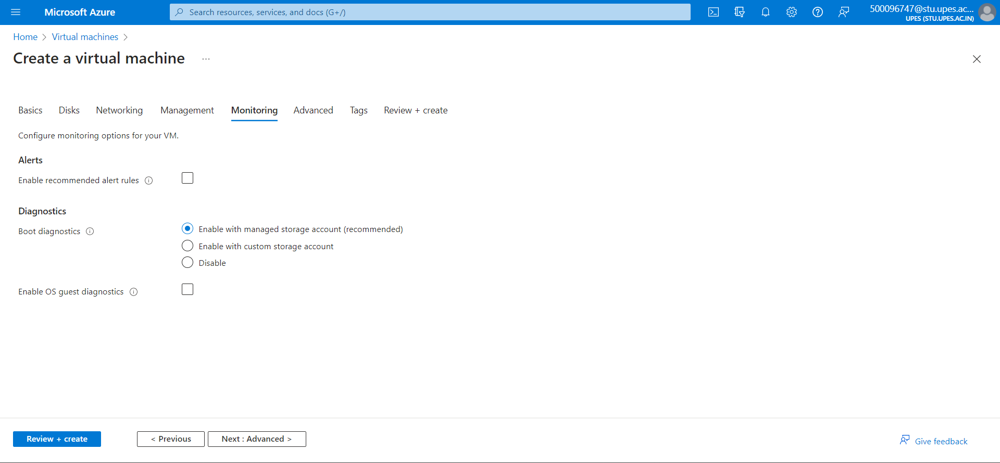 Microsoft Azure
Search resources, services, and docs (G+/)
500096747@stu.upes.ac...
UPES (STU.UPES.AC.IN)
Home > Virtual machines >
Create a virtual machine ...
Basics Disks Networking Management Monitoring Advanced Tags Review + create
Configure monitoring options for your VM.
Alerts
Enable recommended alert rules
Diagnostics
Boot diagnostics
Enable with managed storage account (recommended)
Enable with custom storage account
Disable
Enable OS guest diagnostics
Review + create
< Previous
Next : Advanced >
Give feedback